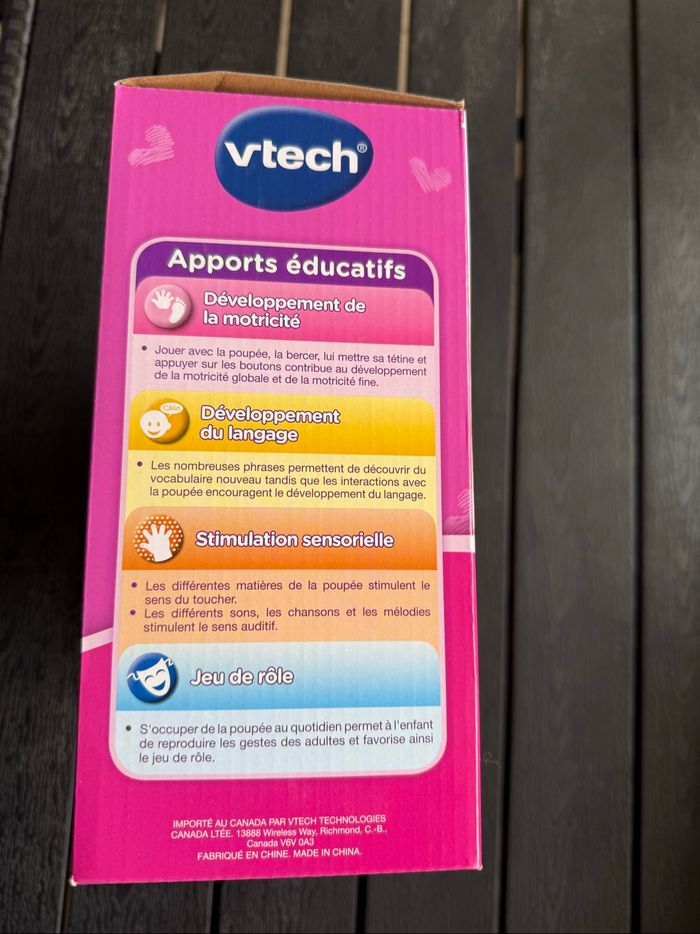 vtech®
Apports éducatifs
Développement de
la motricité
• Jouer avec la poupée, la bercer, lui mettre sa tétine et
appuyer sur les boutons contribue au développement
de la motricité globale et de la motricité fine.
Câlin
Développement
du langage
• Les nombreuses phrases permettent de découvrir du
vocabulaire nouveau tandis que les interactions avec
la poupée encouragent le développement du langage.
Stimulation sensorielle
• Les différentes matières de la poupée stimulent le
sens du toucher.
• Les différents sons, les chansons et les mélodies
stimulent le sens auditif.
Jeu de rôle
• S'occuper de la poupée au quotidien permet à l'enfant
de reproduire les gestes des adultes et favorise ainsi
le jeu de rôle.
IMPORTÉ AU CANADA PAR VTECH TECHNOLOGIES
CANADA LTÉE. 13888 Wireless Way, Richmond, C.-B.,
Canada V6V 0A3
FABRIQUÉ EN CHINE. MADE IN CHINA.